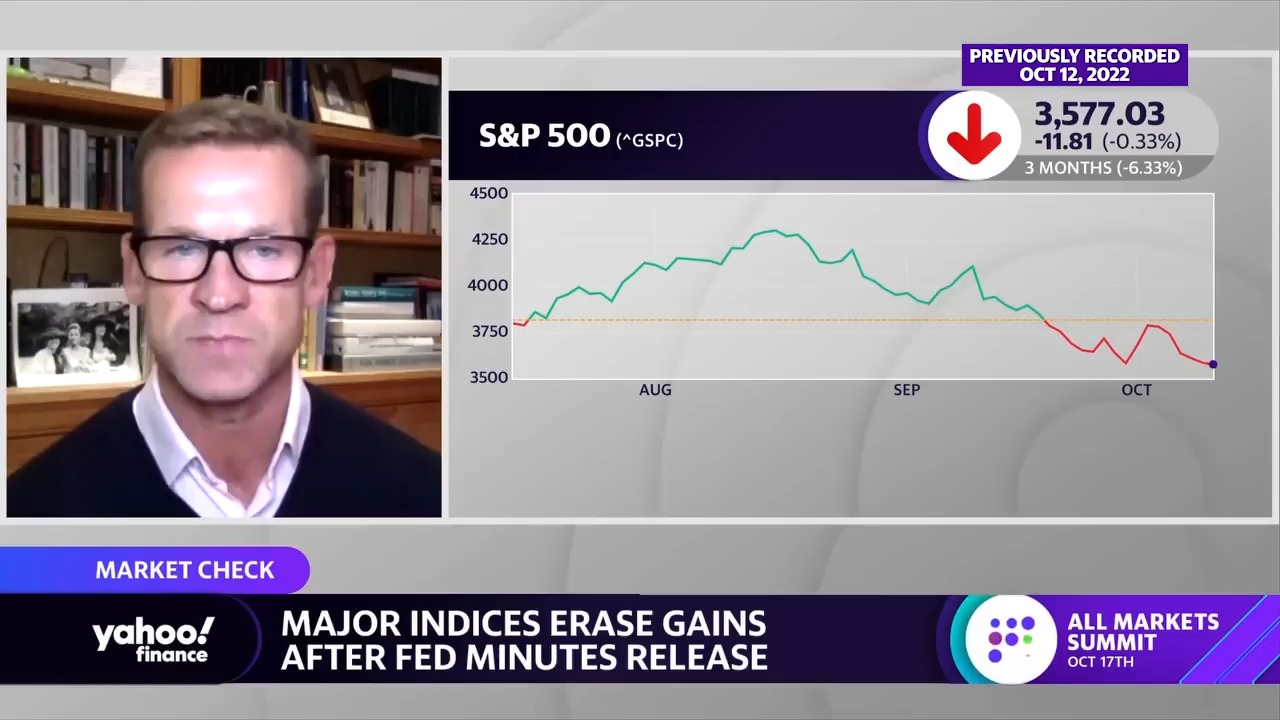 PREVIOUSLY RECORDED
OCT 12, 2022
S&P 500 (^GSPC)
3,577.03
-11.81 (-0.33%)
3 MONTHS (-6.33%)
4500
4250
4000
3750
3500
AUG
SEP
OCT
MARKET CHECK
yahoo!
finance
MAJOR INDICES ERASE GAINS
AFTER FED MINUTES RELEASE
ALL MARKETS
SUMMIT
OCT 17TH